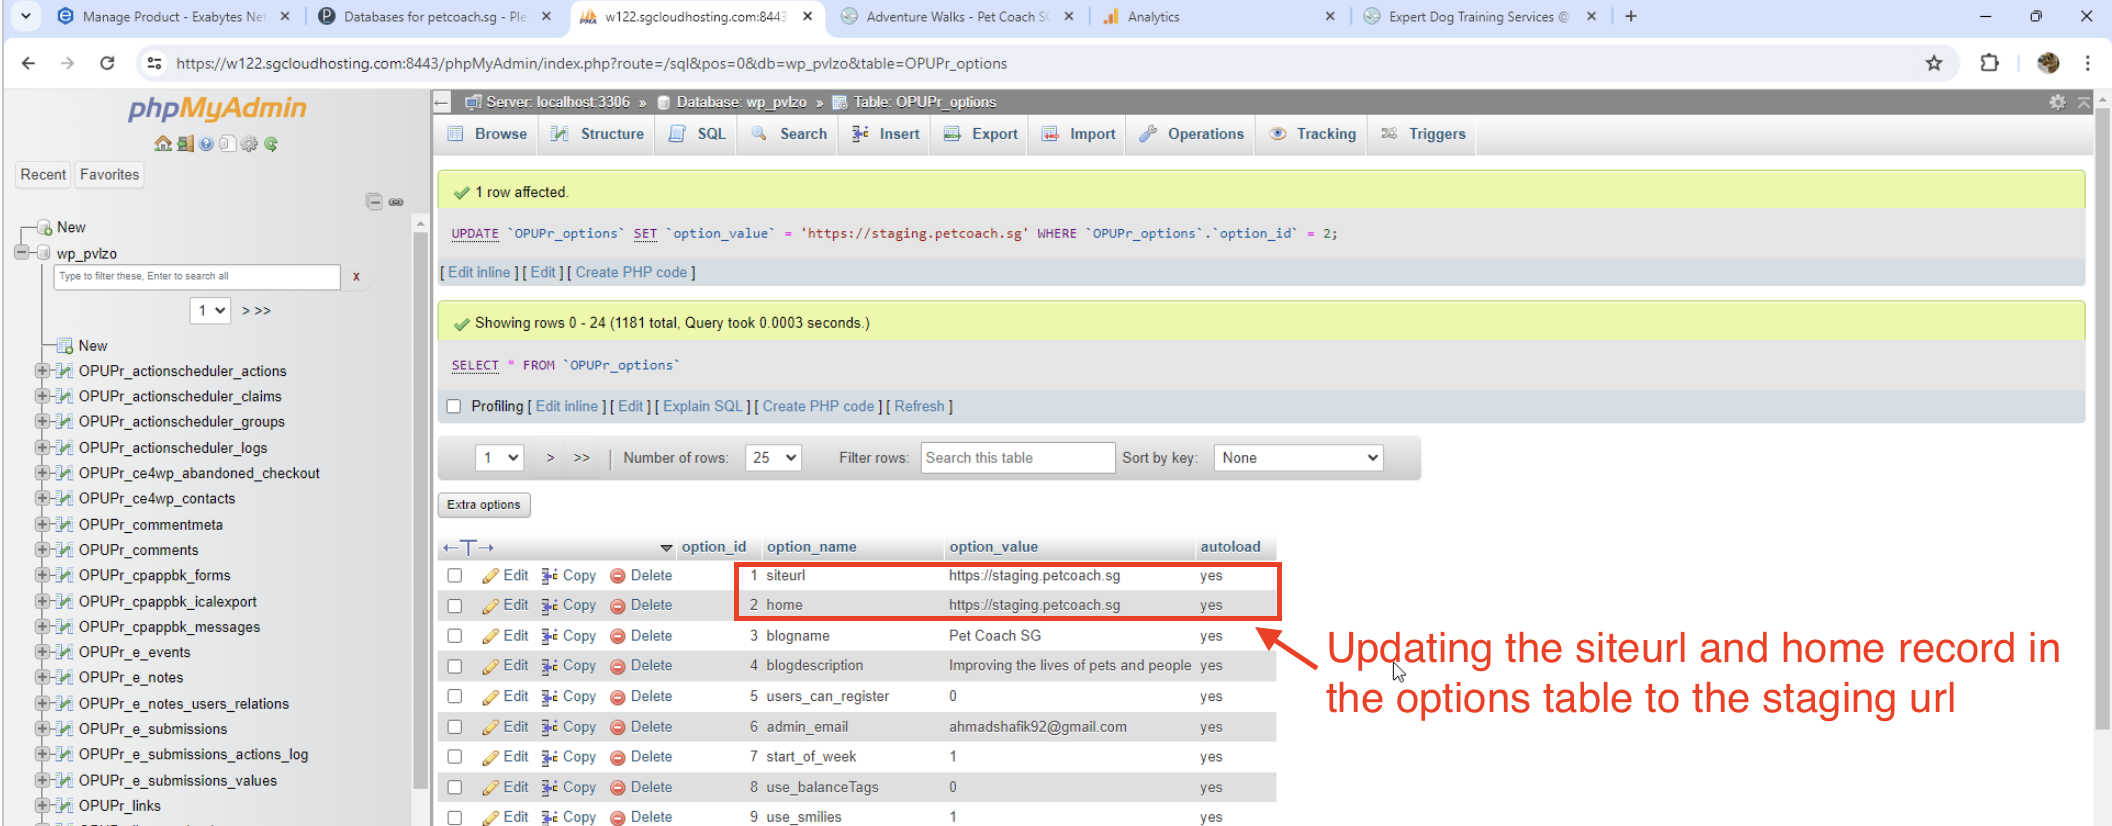 Manage Product - Exabytes Net
Databases for petcoach.sg - Ple
w122.sgcloudhosting.com:8443
Adventure Walks - Pet Coach SG
Analytics
Expert Dog Training Services @
https://w122.sgcloudhosting.com:8443/phpMyAdmin/index.php?route=/sql&pos=0&db=wp_pvlzo&table=OPUPr_options
phpMyAdmin
Recent Favorites
New
wp_pvlzo
Type to filter these, Enter to search all x
1 > >>
New
OPUPr_actionscheduler_actions
OPUPr_actionscheduler_claims
OPUPr_actionscheduler_groups
OPUPr_actionscheduler_logs
OPUPr_ce4wp_abandoned_checkout
OPUPr_ce4wp_contacts
OPUPr_commentmeta
OPUPr_comments
OPUPr_cpappbk_forms
OPUPr_cpappbk_icalexport
OPUPr_cpappbk_messages
OPUPr_e_events
OPUPr_e_notes
OPUPr_e_notes_users_relations
OPUPr_e_submissions
OPUPr_e_submissions_actions_log
OPUPr_e_submissions_values
OPUPr_links
Server: localhost:3306 » Database: wp_pvlzo » Table: OPUPr_options
Browse Structure SQL Search Insert Export Import Operations Tracking Triggers
1 row affected.
UPDATE `OPUPr_options` SET `option_value` = 'https://staging.petcoach.sg' WHERE `OPUPr_options`.`option_id` = 2;
[ Edit inline ] [ Edit ] [ Create PHP code ]
Showing rows 0 - 24 (1181 total, Query took 0.0003 seconds.)
SELECT * FROM `OPUPr_options`
Profiling [ Edit inline ] [ Edit ] [ Explain SQL ] [ Create PHP code ] [ Refresh ]
1 > >> | Number of rows: 25 Filter rows: Search this table Sort by key: None
Extra options
option_id option_name option_value autoload
Edit Copy Delete 1 siteurl https://staging.petcoach.sg yes
Edit Copy Delete 2 home https://staging.petcoach.sg yes
Edit Copy Delete 3 blogname Pet Coach SG yes
Edit Copy Delete 4 blogdescription Improving the lives of pets and people yes
Edit Copy Delete 5 users_can_register 0 yes
Edit Copy Delete 6 admin_email ahmadshafik92@gmail.com yes
Edit Copy Delete 7 start_of_week 1 yes
Edit Copy Delete 8 use_balanceTags 0 yes
Edit Copy Delete 9 use_smilies 1 yes
Updating the siteurl and home record in
the options table to the staging url